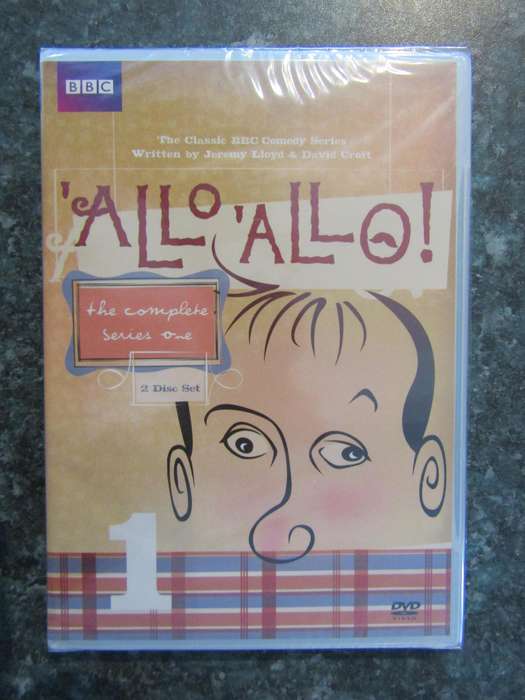 BBC
The Classic BBC Comedy Series
Written by Jeremy Lloyd & David Croft
'ALLO 'ALLO!
the complete
series one
2 Disc Set
1
DVD
VIDEO